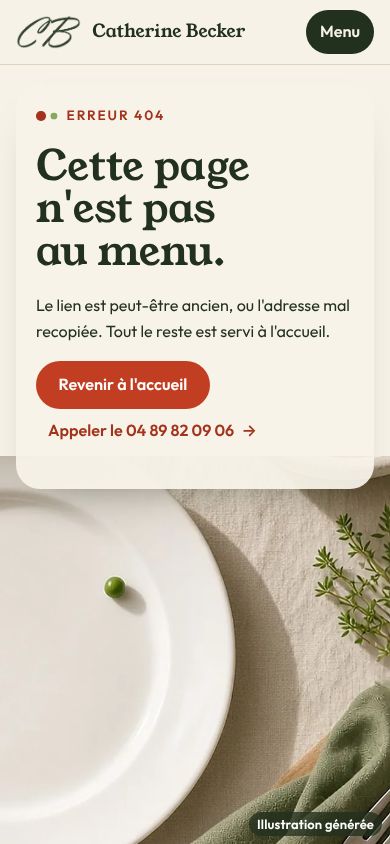 CB Catherine Becker
Menu
ERREUR 404
Cette page
n'est pas
au menu.
Le lien est peut-être ancien, ou l'adresse mal
recopiée. Tout le reste est servi à l'accueil.
Revenir à l'accueil
Appeler le 04 89 82 09 06 →
Illustration générée